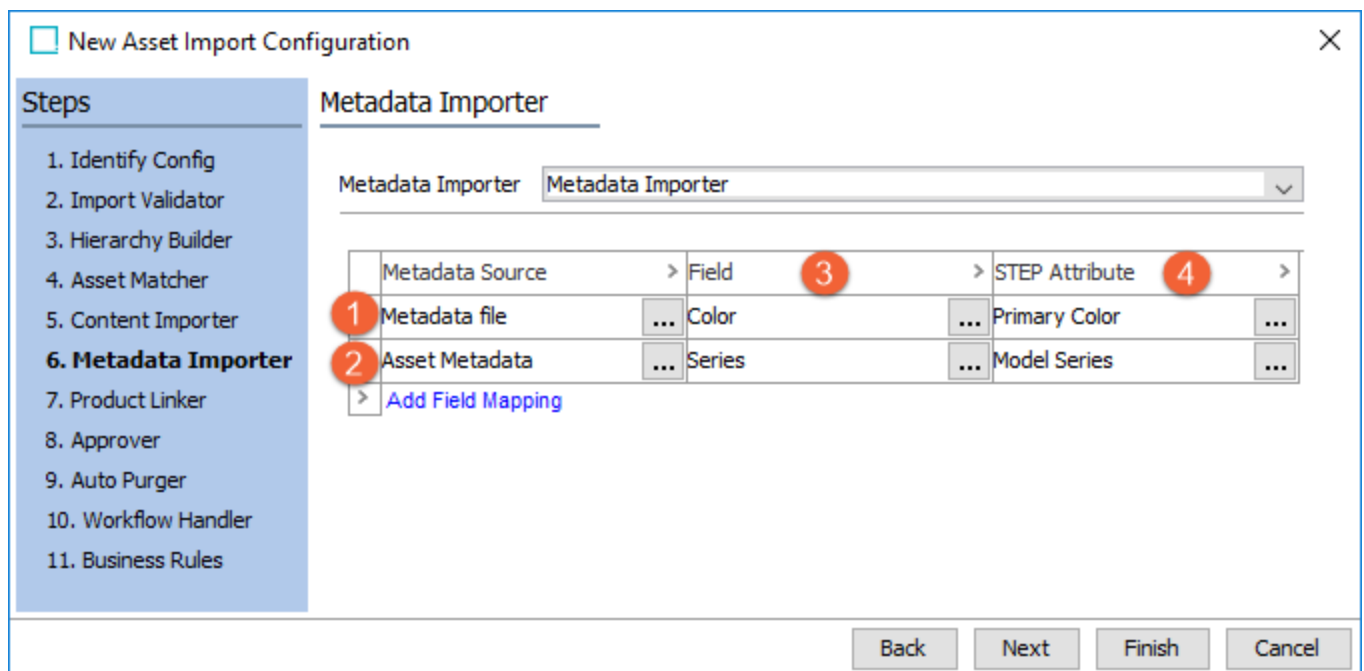 New Asset Import Configuration
Steps
1. Identify Config
2. Import Validator
3. Hierarchy Builder
4. Asset Matcher
5. Content Importer
6. Metadata Importer
7. Product Linker
8. Approver
9. Auto Purger
10. Workflow Handler
11. Business Rules
Metadata Importer
Metadata Importer Metadata Importer
Metadata Source > Field 3 > STEP Attribute 4 >
1 Metadata file ... Color ... Primary Color ...
2 Asset Metadata ... Series ... Model Series ...
> Add Field Mapping
Back Next Finish Cancel